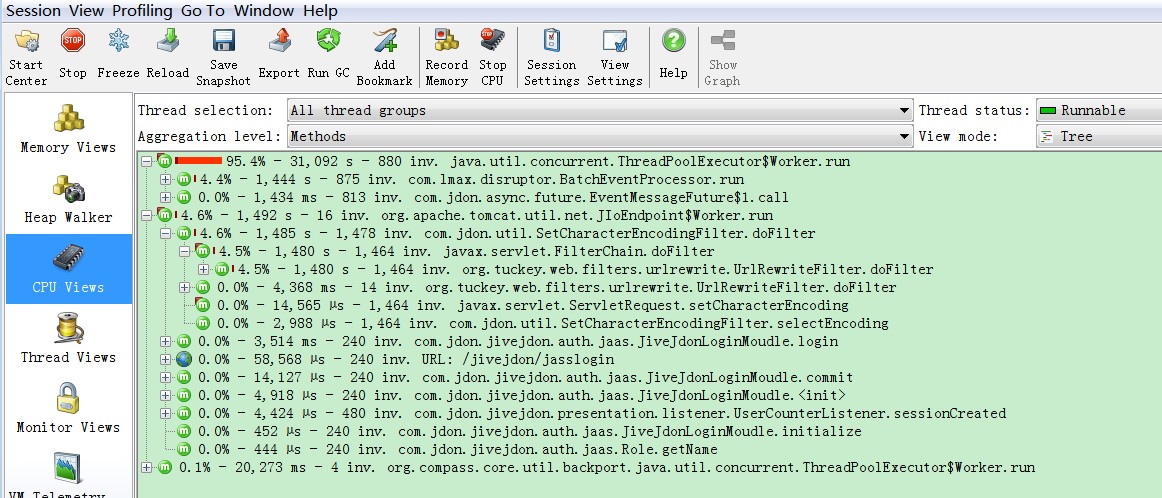 Session View Profiling Go To Window Help
Start Center Stop Freeze Reload Save Snapshot Export Run GC Add Bookmark Record Memory Stop CPU Session Settings View Settings Help Show Graph
Thread selection: All thread groups Thread status: Runnable
Aggregation level: Methods View mode: Tree
Memory Views
Heap Walker
CPU Views
Thread Views
Monitor Views
VM Telemetry
95.4% - 31,092 s - 880 inv. java.util.concurrent.ThreadPoolExecutor$Worker.run
4.4% - 1,444 s - 875 inv. com.lmax.disruptor.BatchEventProcessor.run
0.0% - 1,434 ms - 813 inv. com.jdon.async.future.EventMessageFuture$1.call
4.6% - 1,492 s - 16 inv. org.apache.tomcat.util.net.JIoEndpoint$Worker.run
4.6% - 1,485 s - 1,478 inv. com.jdon.util.SetCharacterEncodingFilter.doFilter
4.5% - 1,480 s - 1,464 inv. javax.servlet.FilterChain.doFilter
4.5% - 1,480 s - 1,464 inv. org.tuckey.web.filters.urlrewrite.UrlRewriteFilter.doFilter
0.0% - 4,368 ms - 14 inv. org.tuckey.web.filters.urlrewrite.UrlRewriteFilter.doFilter
0.0% - 14,565 μs - 1,464 inv. javax.servlet.ServletRequest.setCharacterEncoding
0.0% - 2,988 μs - 1,464 inv. com.jdon.util.SetCharacterEncodingFilter.selectEncoding
0.0% - 3,514 ms - 240 inv. com.jdon.jivejdon.auth.jaas.JiveJdonLoginMoudle.login
0.0% - 58,568 μs - 240 inv. URL: /jivejdon/jasslogin
0.0% - 14,127 μs - 240 inv. com.jdon.jivejdon.auth.jaas.JiveJdonLoginMoudle.commit
0.0% - 4,918 μs - 240 inv. com.jdon.jivejdon.auth.jaas.JiveJdonLoginMoudle.<init>
0.0% - 4,424 μs - 480 inv. com.jdon.jivejdon.presentation.listener.UserCounterListener.sessionCreated
0.0% - 452 μs - 240 inv. com.jdon.jivejdon.auth.jaas.JiveJdonLoginMoudle.initialize
0.0% - 444 μs - 240 inv. com.jdon.jivejdon.auth.jaas.Role.getName
0.1% - 20,273 ms - 4 inv. org.compass.core.util.backport.java.util.concurrent.ThreadPoolExecutor$Worker.run